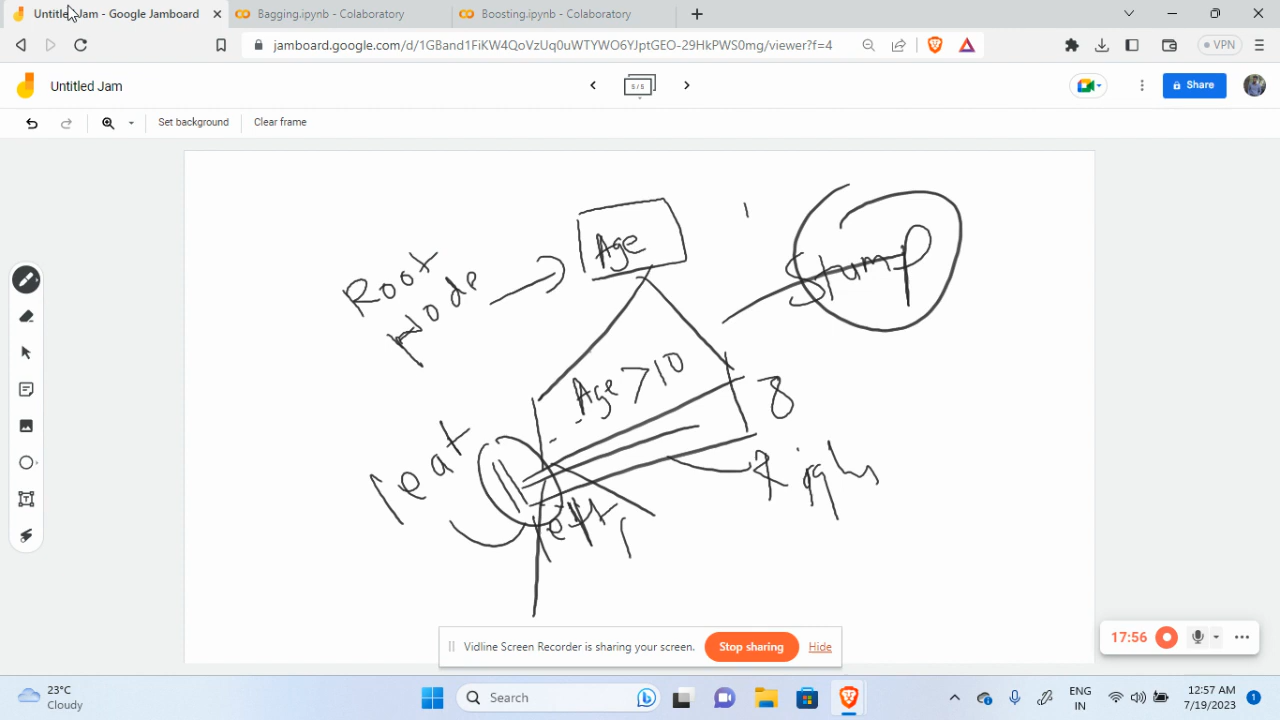 Untitled Jam - Google Jamboard
Bagging.ipynb - Colaboratory
Boosting.ipynb - Colaboratory
jamboard.google.com/d/1GBand1FiKW4QoVzUq0uWTYWO6YJptGEO-29HkPWS0mg/viewer?f=4
VPN
Untitled Jam
5 / 5
Share
Set background
Clear frame
Root
Node
Age
Stump
Age > 10
8
leaf
left
Vidline Screen Recorder is sharing your screen.
Stop sharing
Hide
17:56
23°C
Cloudy
Search
ENG
IN
12:57 AM
7/19/2023
1